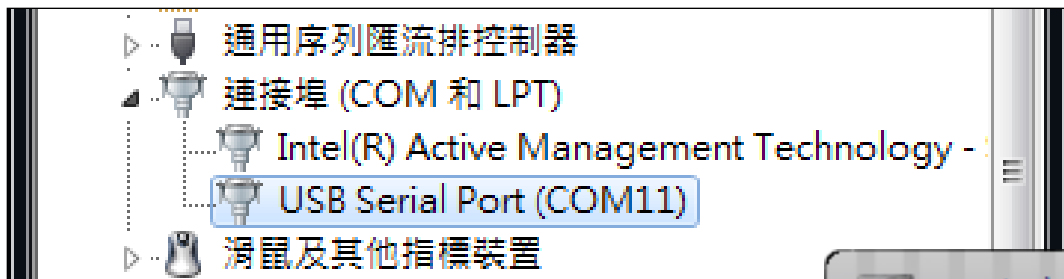 通用序列匯流排控制器
連接埠 (COM 和 LPT)
Intel(R) Active Management Technology -
USB Serial Port (COM11)
滑鼠及其他指標裝置